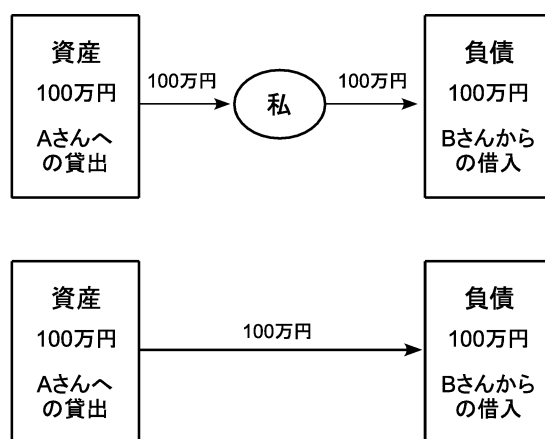 資産
100万円
Aさんへ
の貸出
100万円
私
100万円
負債
100万円
Bさんから
の借入
資産
100万円
Aさんへ
の貸出
100万円
負債
100万円
Bさんから
の借入